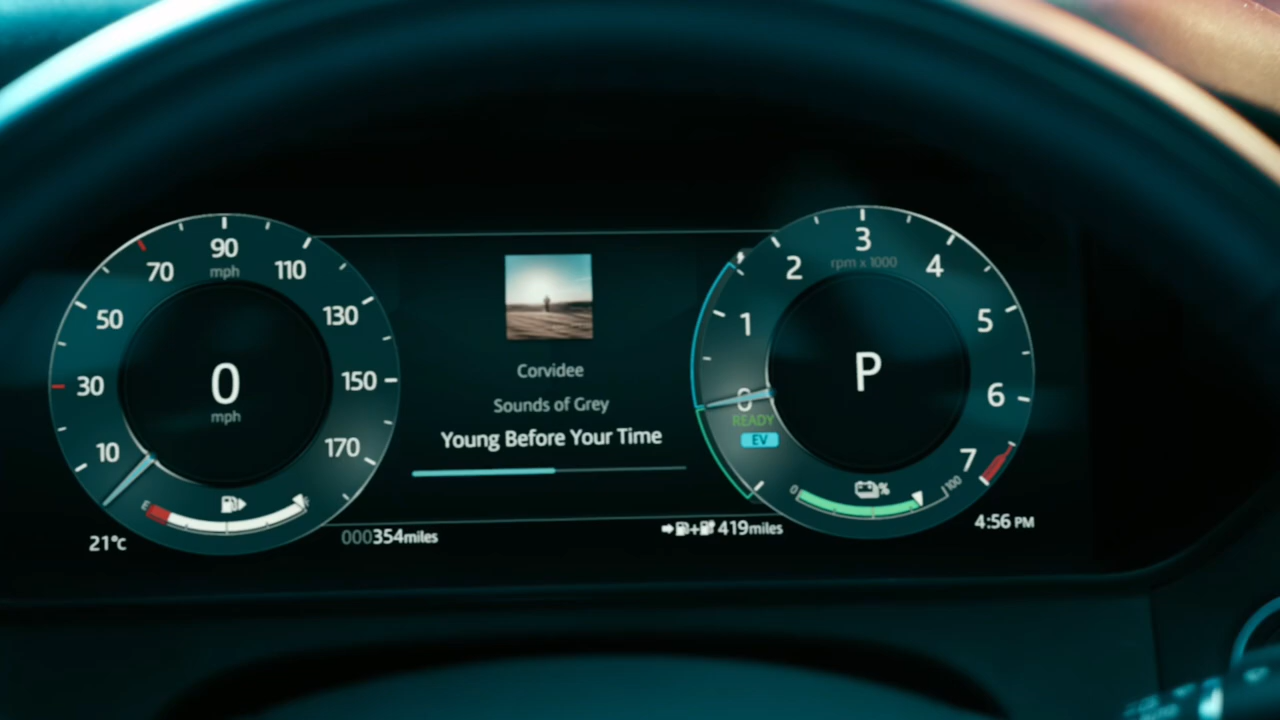 90
mph
70
110
50
130
30
150
10
170
0
mph
E
F
21°C
000354miles
Corvidee
Sounds of Grey
Young Before Your Time
+ 419miles
3
rpm x 1000
2
4
1
5
0
6
7
READY
EV
P
0
%
100
4:56 PM